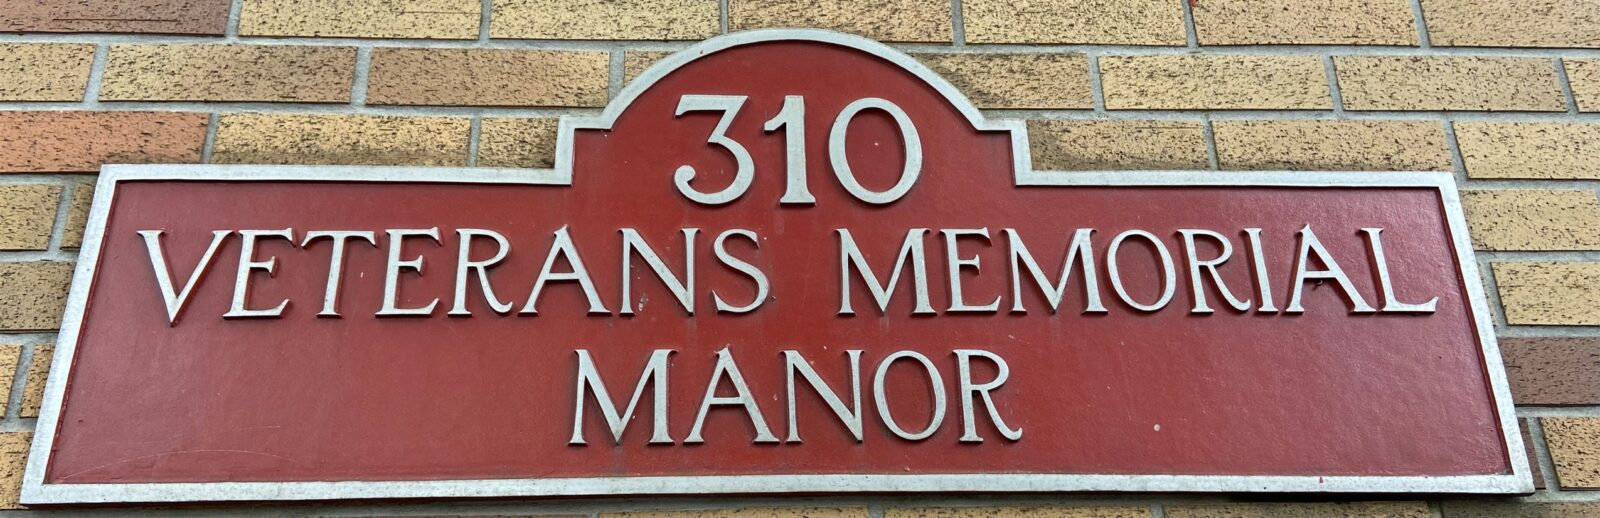 310
VETERANS MEMORIAL
MANOR